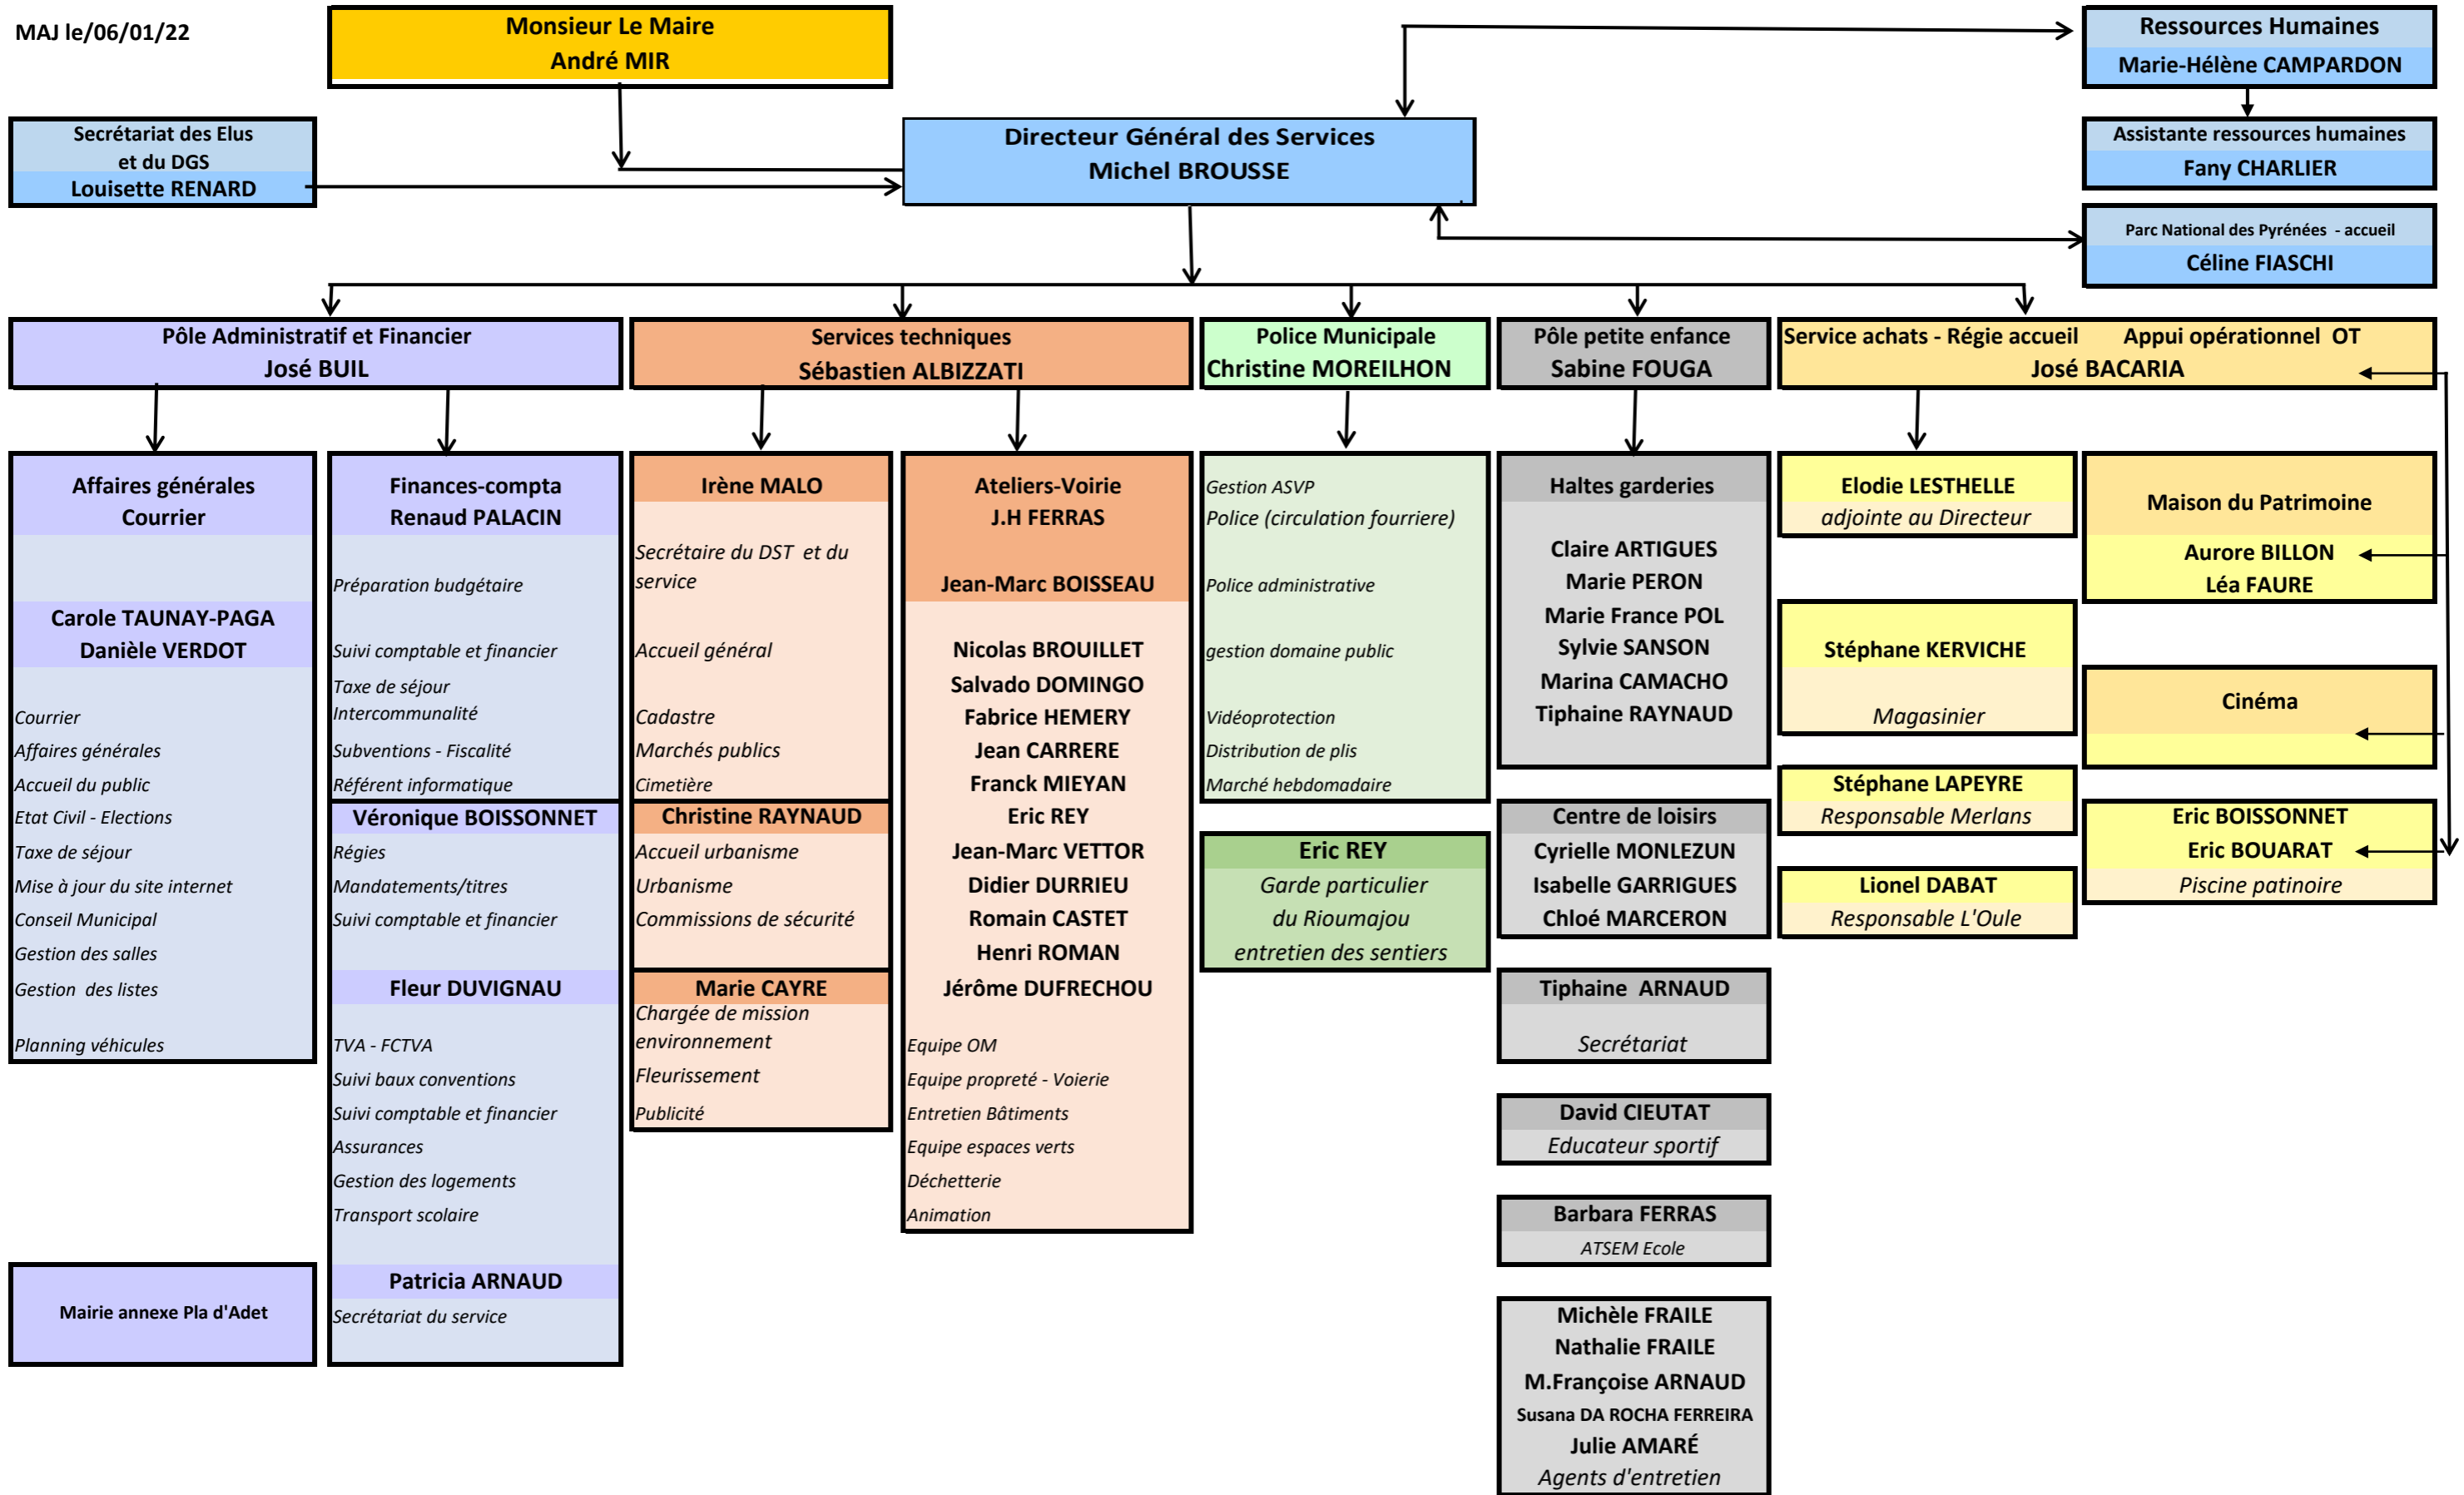 MAJ le/06/01/22
Monsieur Le Maire
André MIR
Ressources Humaines
Marie-Hélène CAMPARDON
Secrétariat des Elus
et du DGS
Louisette RENARD
Directeur Général des Services
Michel BROUSSE
Assistante ressources humaines
Fany CHARLIER
Parc National des Pyrénées - accueil
Céline FIASCHI
Pôle Administratif et Financier
José BUIL
Services techniques
Sébastien ALBIZZATI
Police Municipale
Christine MOREILHON
Pôle petite enfance
Sabine FOUGA
Service achats - Régie accueil Appui opérationnel OT
José BACARIA
Affaires générales
Courrier
Carole TAUNAY-PAGA
Danièle VERDOT
Courrier
Affaires générales
Accueil du public
Etat Civil - Elections
Taxe de séjour
Mise à jour du site internet
Conseil Municipal
Gestion des salles
Gestion des listes
Planning véhicules
Mairie annexe Pla d'Adet
Finances-compta
Renaud PALACIN
Préparation budgétaire
Suivi comptable et financier
Taxe de séjour
Intercommunalité
Subventions - Fiscalité
Référent informatique
Véronique BOISSONNET
Régies
Mandatements/titres
Suivi comptable et financier
Fleur DUVIGNAU
TVA - FCTVA
Suivi baux conventions
Suivi comptable et financier
Assurances
Gestion des logements
Transport scolaire
Patricia ARNAUD
Secrétariat du service
Irène MALO
Secrétaire du DST et du
service
Accueil général
Cadastre
Marchés publics
Cimetière
Christine RAYNAUD
Accueil urbanisme
Urbanisme
Commissions de sécurité
Marie CAYRE
Chargée de mission
environnement
Fleurissement
Publicité
Ateliers-Voirie
J.H FERRAS
Jean-Marc BOISSEAU
Nicolas BROUILLET
Salvado DOMINGO
Fabrice HEMERY
Jean CARRERE
Franck MIEYAN
Eric REY
Jean-Marc VETTOR
Didier DURRIEU
Romain CASTET
Henri ROMAN
Jérôme DUFRECHOU
Equipe OM
Equipe propreté - Voierie
Entretien Bâtiments
Equipe espaces verts
Déchetterie
Animation
Gestion ASVP
Police (circulation fourriere)
Police administrative
gestion domaine public
Vidéoprotection
Distribution de plis
Marché hebdomadaire
Eric REY
Garde particulier
du Rioumajou
entretien des sentiers
Haltes garderies
Claire ARTIGUES
Marie PERON
Marie France POL
Sylvie SANSON
Marina CAMACHO
Tiphaine RAYNAUD
Centre de loisirs
Cyrielle MONLEZUN
Isabelle GARRIGUES
Chloé MARCERON
Tiphaine ARNAUD
Secrétariat
David CIEUTAT
Educateur sportif
Barbara FERRAS
ATSEM Ecole
Michèle FRAILE
Nathalie FRAILE
M.Françoise ARNAUD
Susana DA ROCHA FERREIRA
Julie AMARÉ
Agents d'entretien
Elodie LESTHELLE
adjointe au Directeur
Stéphane KERVICHE
Magasinier
Stéphane LAPEYRE
Responsable Merlans
Lionel DABAT
Responsable L'Oule
Maison du Patrimoine
Aurore BILLON
Léa FAURE
Cinéma
Eric BOISSONNET
Eric BOUARAT
Piscine patinoire